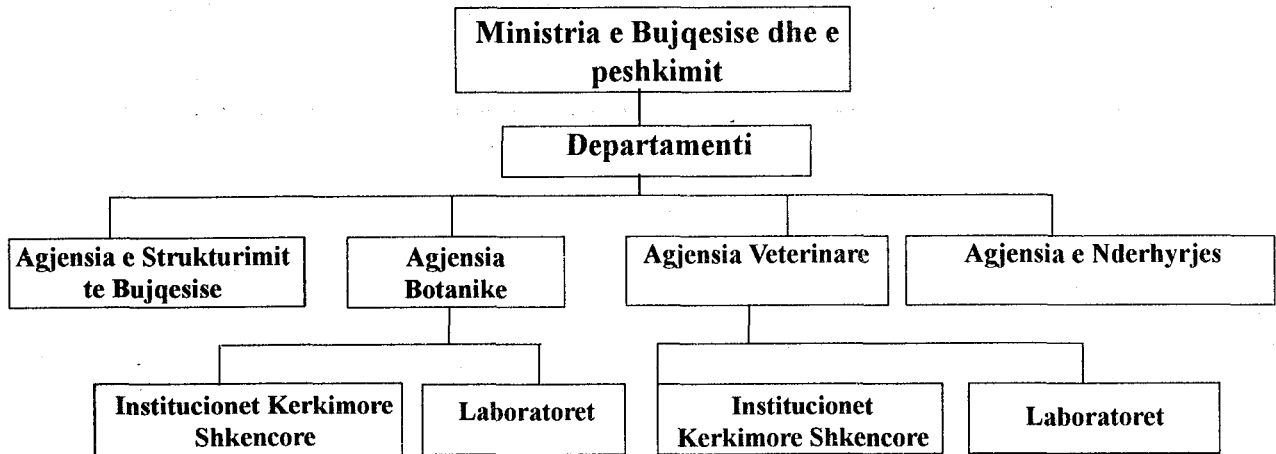 Ministria e Bujqesise dhe e
peshkimit
Departamenti
Agjensia e Strukturimit
te Bujqesise
Agjensia
Botanike
Agjensia Veterinare
Agjensia e Nderhyrjes
Institucionet Kerkimore
Shkencore
Laboratoret
Institucionet
Kerkimore Shkencore
Laboratoret